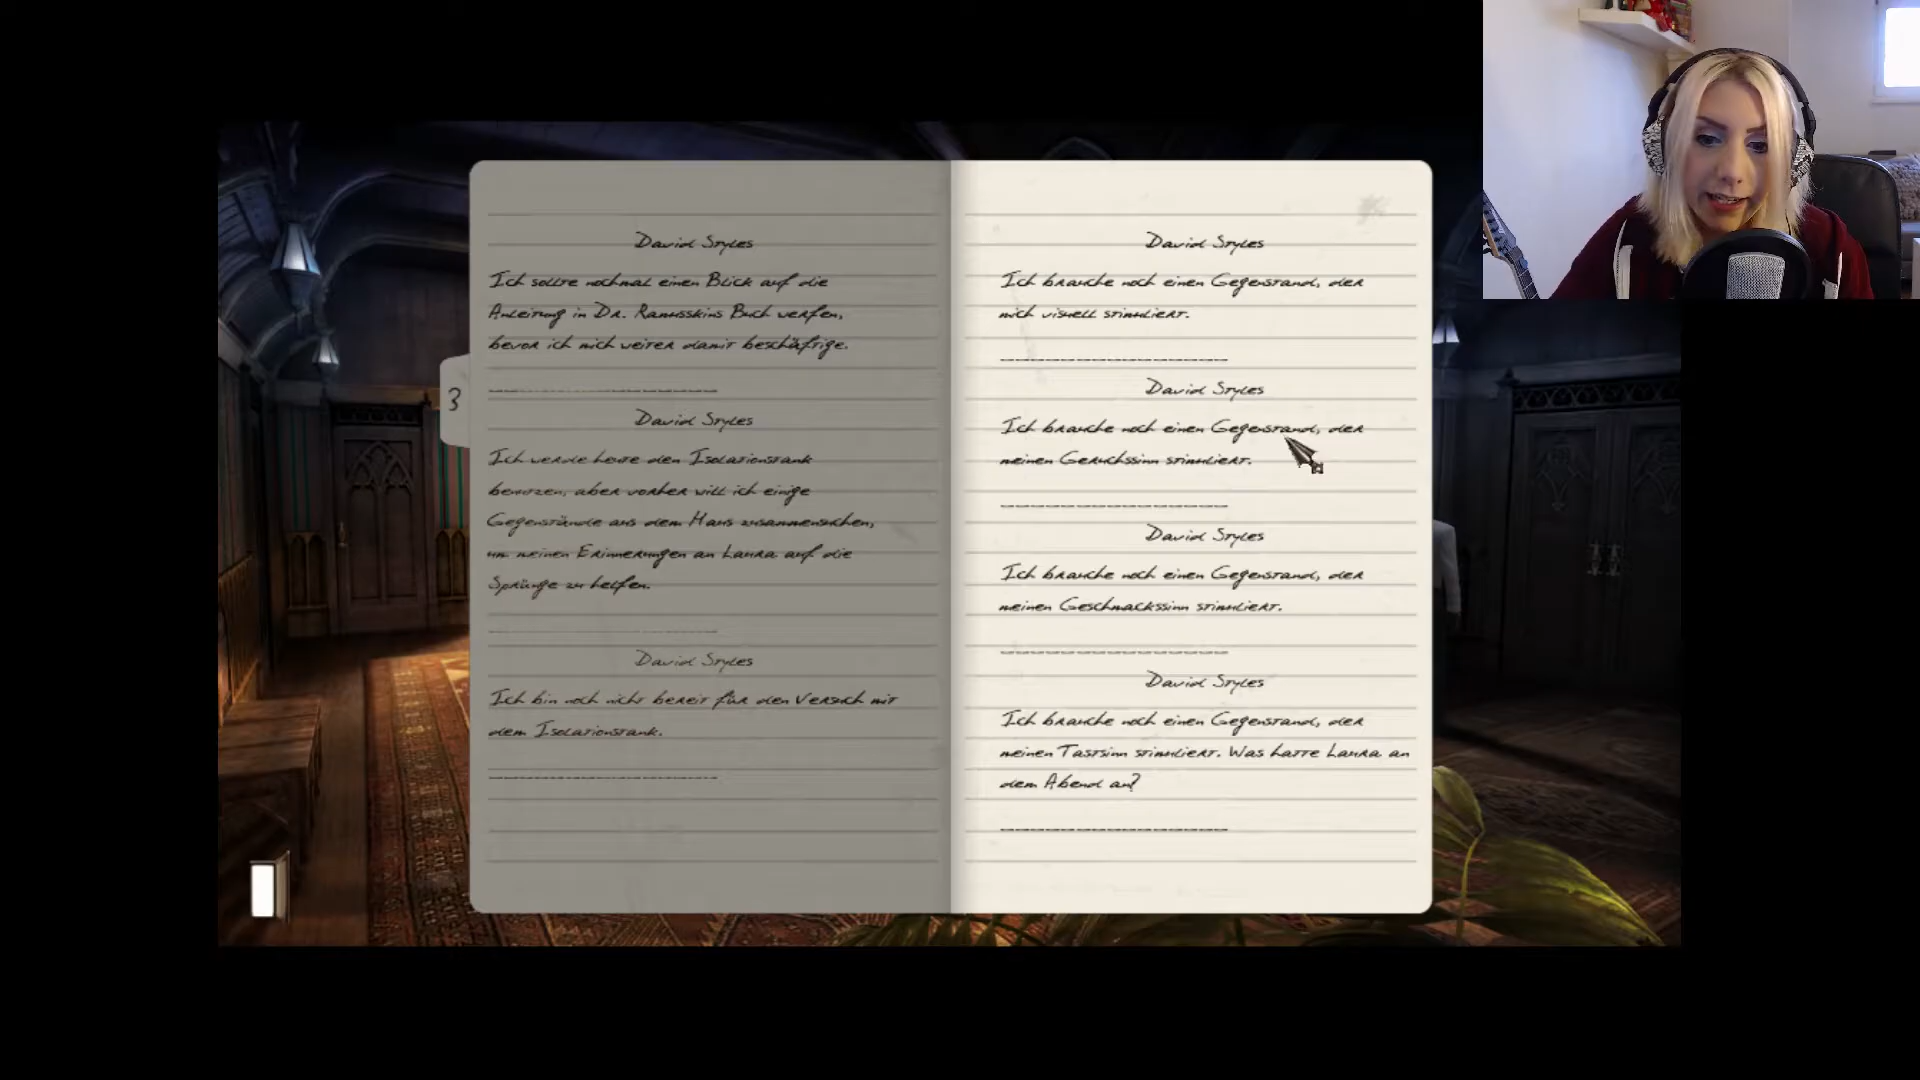 David Styles
Ich sollte nochmal einen Blick auf die
Anleitung in Dr. Ramusskins Buch werfen,
bevor ich mich weiter damit beschäftige.
David Styles
Ich werde heute den Isolationstank
benutzen, aber vorher will ich einige
Gegenstände aus dem Haus zusammensuchen,
um meinen Erinnerungen an Laura auf die
Sprünge zu helfen.
David Styles
Ich bin noch nicht bereit für den Versuch mit
dem Isolationstank.
3
David Styles
Ich brauche noch einen Gegenstand, der
mich visuell stimuliert.
David Styles
Ich brauche noch einen Gegenstand, der
meinen Geruchssinn stimuliert.
David Styles
Ich brauche noch einen Gegenstand, der
meinen Geschmackssinn stimuliert.
David Styles
Ich brauche noch einen Gegenstand, der
meinen Tastsinn stimuliert. Was hatte Laura an
dem Abend an?